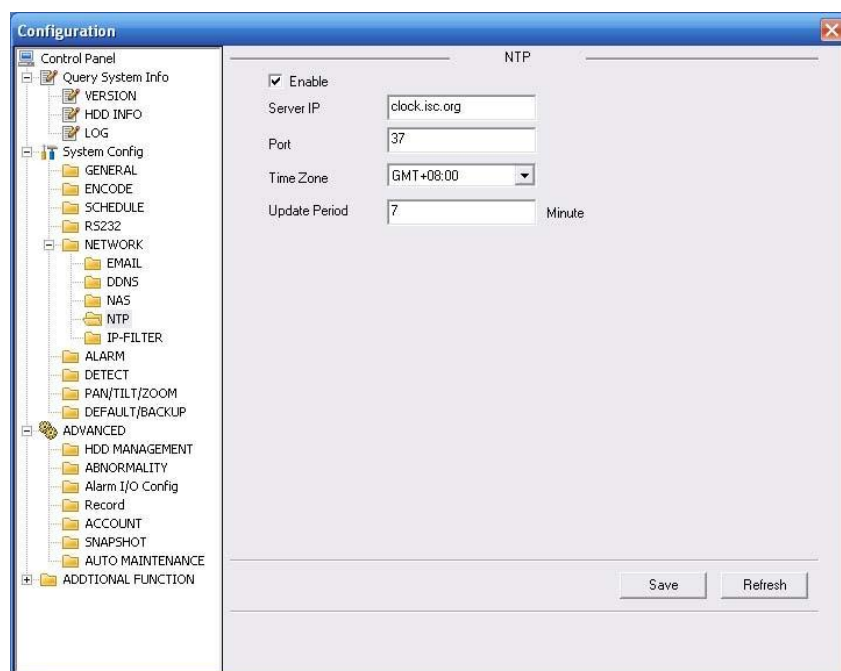 Configuration
Control Panel
Query System Info
VERSION
HDD INFO
LOG
System Config
GENERAL
ENCODE
SCHEDULE
RS232
NETWORK
EMAIL
DDNS
NAS
NTP
IP-FILTER
ALARM
DETECT
PAN/TILT/ZOOM
DEFAULT/BACKUP
ADVANCED
HDD MANAGEMENT
ABNORMALITY
Alarm I/O Config
Record
ACCOUNT
SNAPSHOT
AUTO MAINTENANCE
ADDTIONAL FUNCTION
NTP
Enable
Server IP clock.isc.org
Port 37
Time Zone GMT+08:00
Update Period 7 Minute
Save Refresh